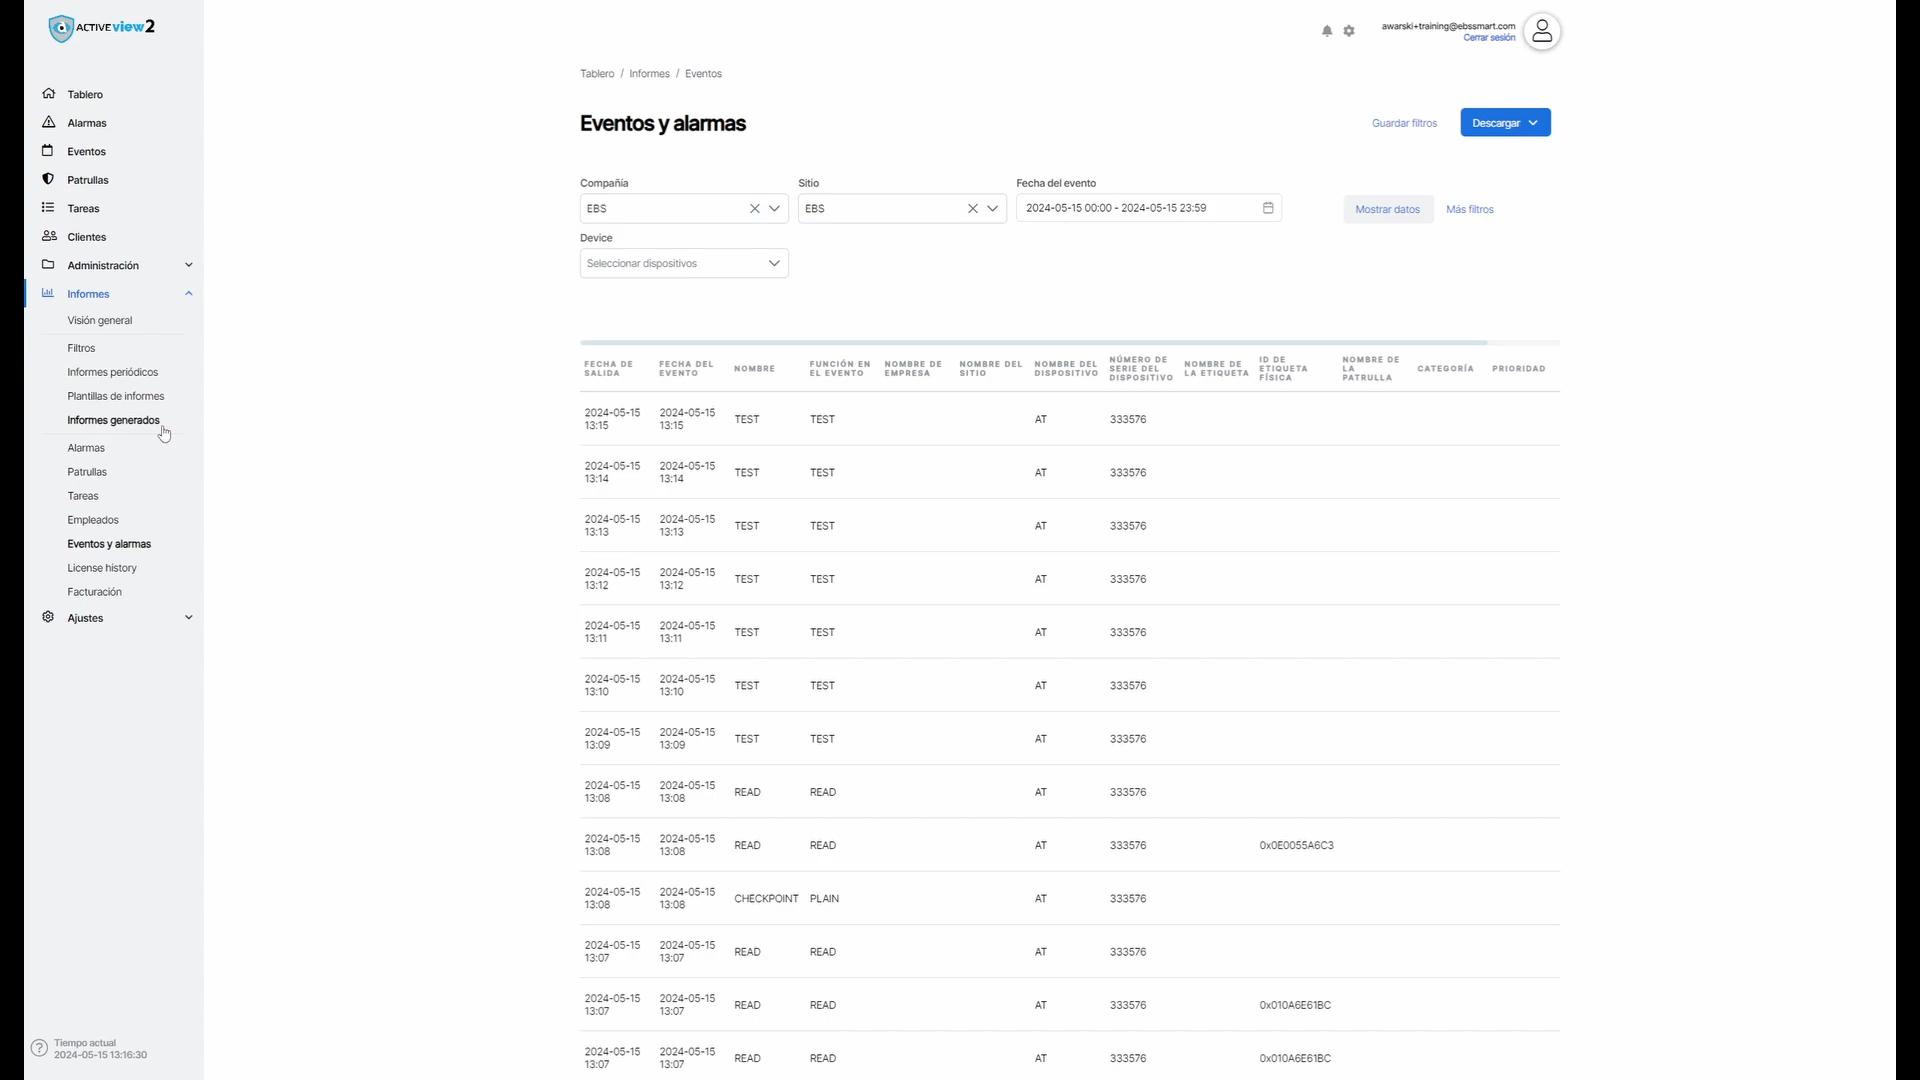 ACTIVEview2
awarski+training@ebssmart.com
Cerrar sesión
Tablero
Alarmas
Eventos
Patrullas
Tareas
Clientes
Administración
Informes
Visión general
Filtros
Informes periódicos
Plantillas de informes
Informes generados
Alarmas
Patrullas
Tareas
Empleados
Eventos y alarmas
License history
Facturación
Ajustes
Tiempo actual
2024-05-15 13:16:30
Tablero / Informes / Eventos
Eventos y alarmas
Guardar filtros
Descargar
Compañía
EBS
Sitio
EBS
Fecha del evento
2024-05-15 00:00 - 2024-05-15 23:59
Mostrar datos
Más filtros
Device
Seleccionar dispositivos
FECHA DE SALIDA FECHA DEL EVENTO NOMBRE FUNCIÓN EN EL EVENTO NOMBRE DE EMPRESA NOMBRE DEL SITIO NOMBRE DEL DISPOSITIVO NÚMERO DE SERIE DEL DISPOSITIVO NOMBRE DE LA ETIQUETA ID DE ETIQUETA FÍSICA NOMBRE DE LA PATRULLA CATEGORÍA PRIORIDAD
2024-05-15 13:15 2024-05-15 13:15 TEST TEST AT 333576
2024-05-15 13:14 2024-05-15 13:14 TEST TEST AT 333576
2024-05-15 13:13 2024-05-15 13:13 TEST TEST AT 333576
2024-05-15 13:12 2024-05-15 13:12 TEST TEST AT 333576
2024-05-15 13:11 2024-05-15 13:11 TEST TEST AT 333576
2024-05-15 13:10 2024-05-15 13:10 TEST TEST AT 333576
2024-05-15 13:09 2024-05-15 13:09 TEST TEST AT 333576
2024-05-15 13:08 2024-05-15 13:08 READ READ AT 333576
2024-05-15 13:08 2024-05-15 13:08 READ READ AT 333576 0x0E0055A6C3
2024-05-15 13:08 2024-05-15 13:08 CHECKPOINT PLAIN AT 333576
2024-05-15 13:07 2024-05-15 13:07 READ READ AT 333576
2024-05-15 13:07 2024-05-15 13:07 READ READ AT 333576 0x010A6E61BC
2024-05-15 13:07 2024-05-15 13:07 READ READ AT 333576 0x010A6E61BC